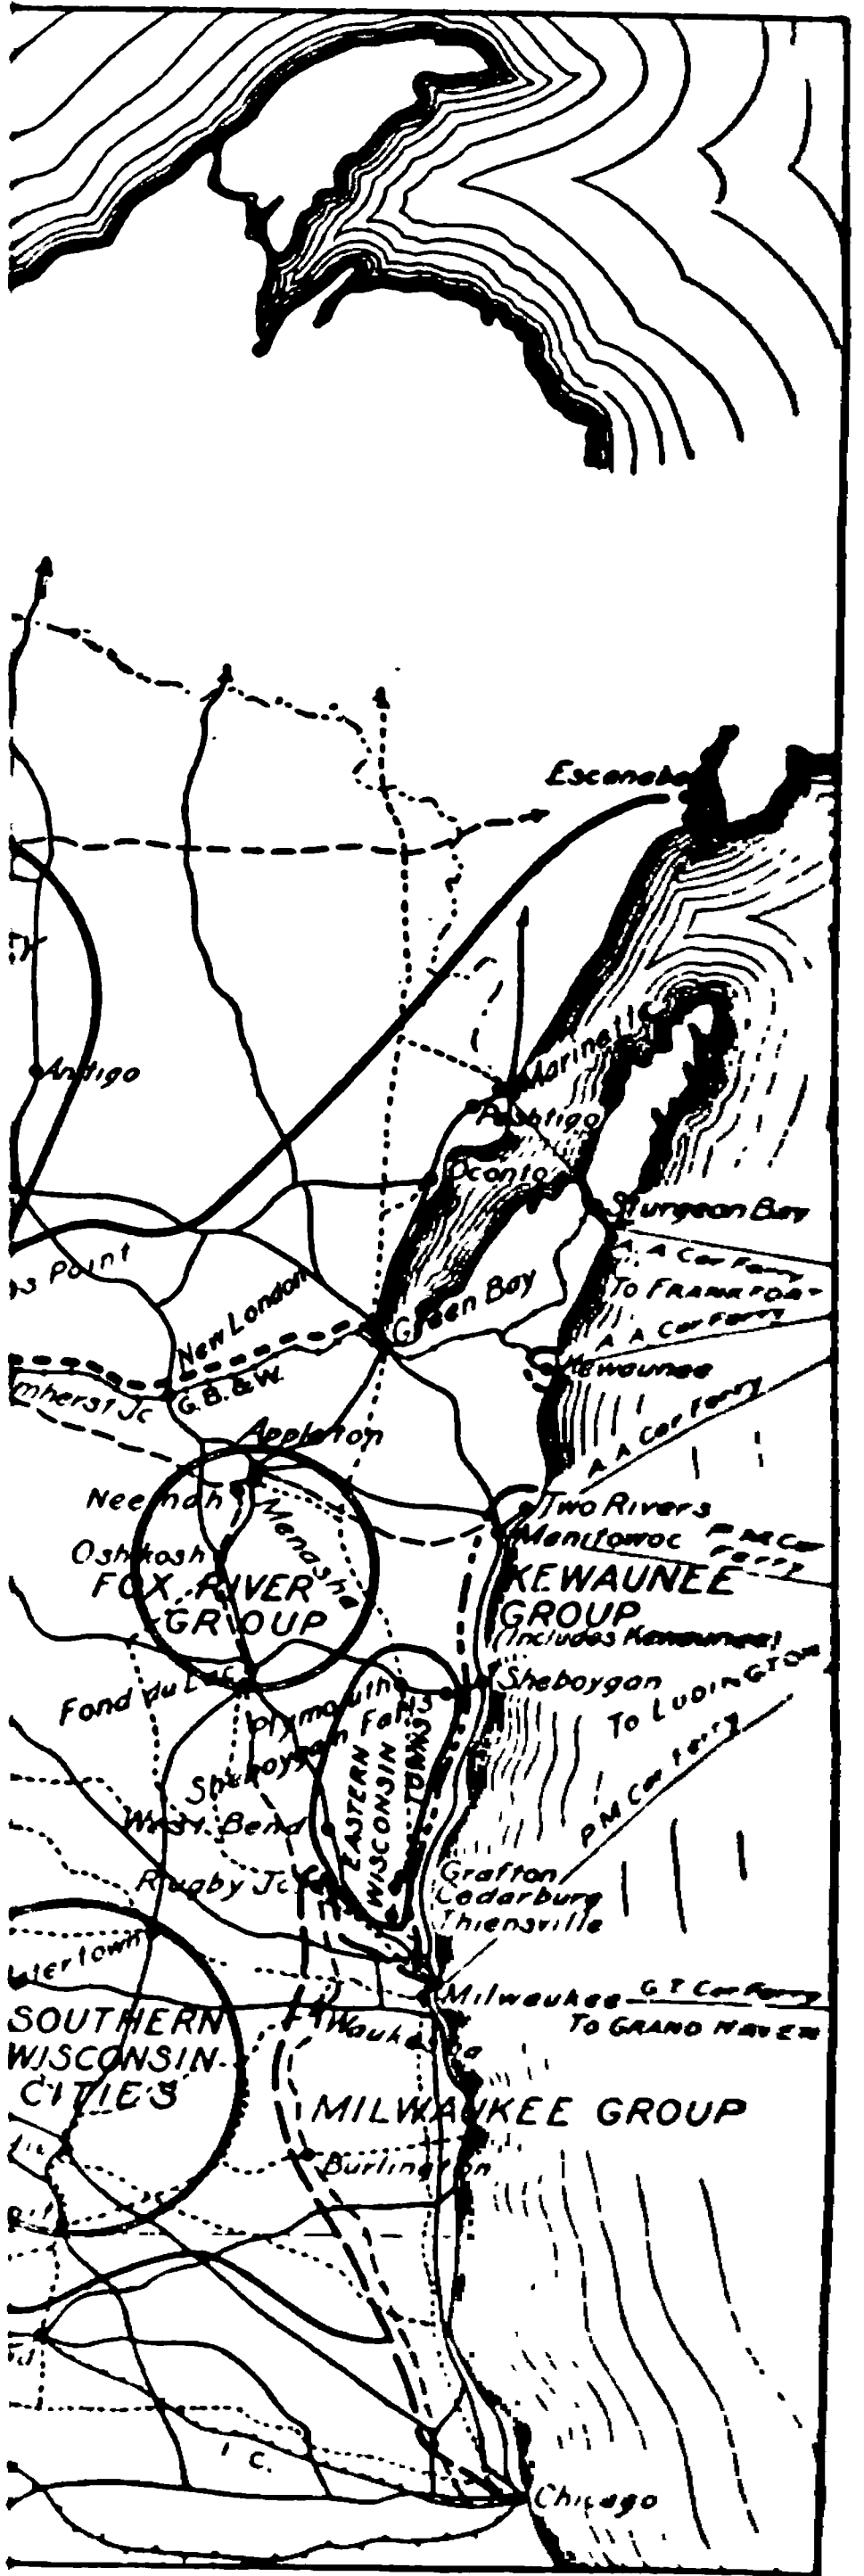 Escanaba
Antigo
Marinette
Peshtigo
Oconto
Sturgeon Bay
A A Car Ferry
TO FRANKFORT
A A Car Ferry
Point
New London
Green Bay
Kewaunee
G. B. & W.
mherst Jc
A A Car Ferry
Appleton
Neenah
Menasha
Two Rivers
Manitowoc
P M Car
Ferry
Oshkosh
FOX RIVER
GROUP
KEWAUNEE
GROUP
(Includes Kewaunee)
Fond du Lac
Plymouth
Sheboygan
Sheboygan Falls
TO LUDINGTON
P M Car Ferry
EASTERN
WISCONSIN
TOWNS
West Bend
Rugby Jc
Grafton
Cedarburg
Thiensville
atertown
Milwaukee
G T Car Ferry
TO GRAND HAVEN
Waukesha
SOUTHERN
WISCONSIN
CITIES
MILWAUKEE GROUP
Burlington
I C.
Chicago